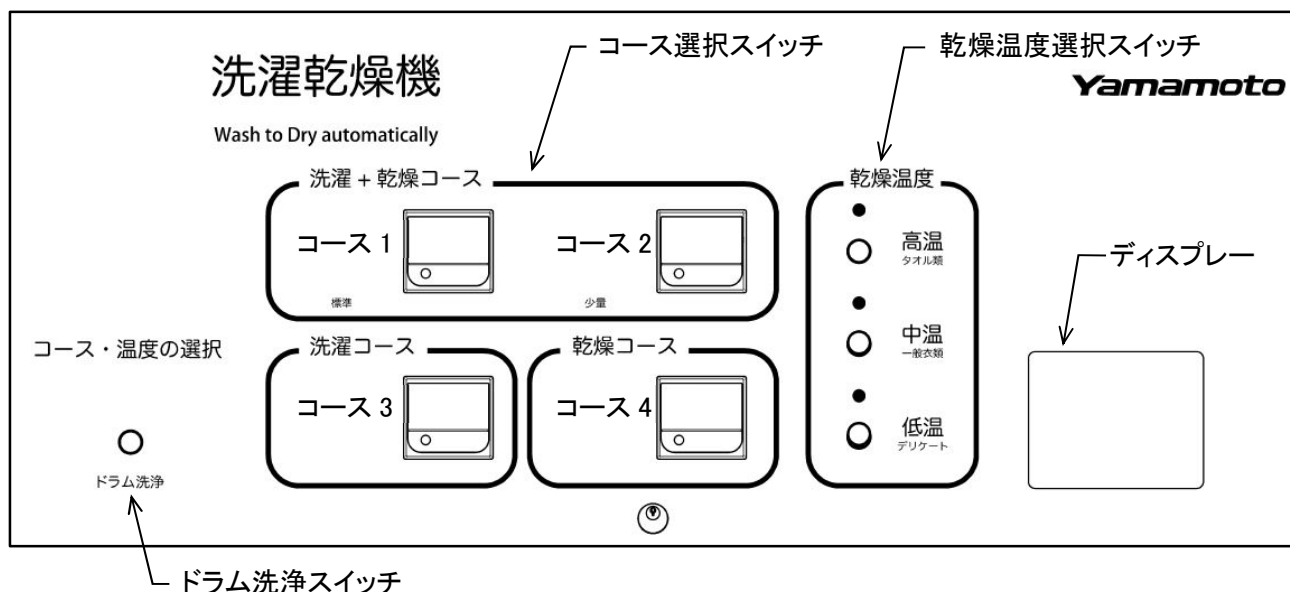 コース選択スイッチ
乾燥温度選択スイッチ
洗濯乾燥機
Yamamoto
Wash to Dry automatically
洗濯 + 乾燥コース
乾燥温度
コース 1
コース 2
高温
タオル類
標準
少量
ディスプレー
コース・温度の選択
洗濯コース
乾燥コース
中温
一般衣類
コース 3
コース 4
低温
デリケート
ドラム洗浄
ドラム洗浄スイッチ